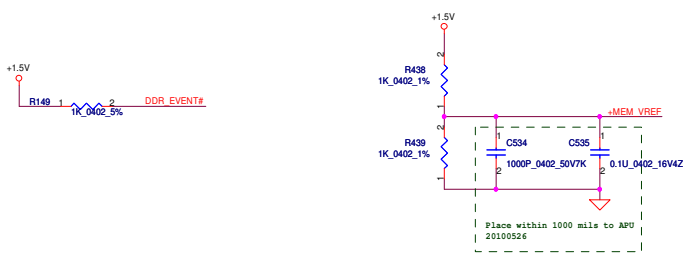 +1.5V
R149 1 2 DDR_EVENT#
1K_0402_5%
+1.5V
2
R438
1K_0402_1%
1
+MEM_VREF
2
R439
1K_0402_1%
1
1
C534
2
1000P_0402_50V7K
1
C535
2
0.1U_0402_16V4Z
Place within 1000 mils to APU
20100526